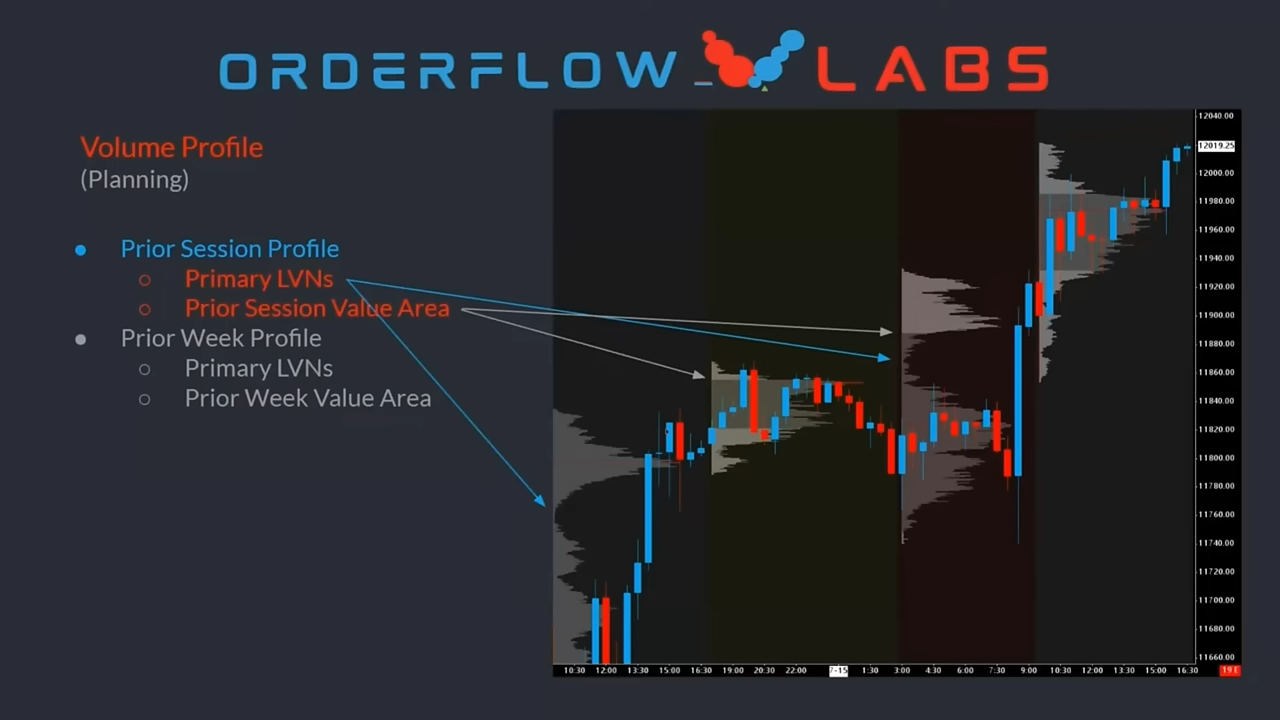 ORDERFLOW LABS
Volume Profile
(Planning)
Prior Session Profile
Primary LVNs
Prior Session Value Area
Prior Week Profile
Primary LVNs
Prior Week Value Area
12040.00
12019.25
12000.00
11980.00
11960.00
11940.00
11920.00
11900.00
11880.00
11860.00
11840.00
11820.00
11800.00
11780.00
11760.00
11740.00
11720.00
11700.00
11680.00
11660.00
10:30 12:00 13:30 15:00 16:30 19:00 20:30 22:00 7-15 1:30 3:00 4:30 6:00 7:30 9:00 10:30 12:00 13:30 15:00 16:30